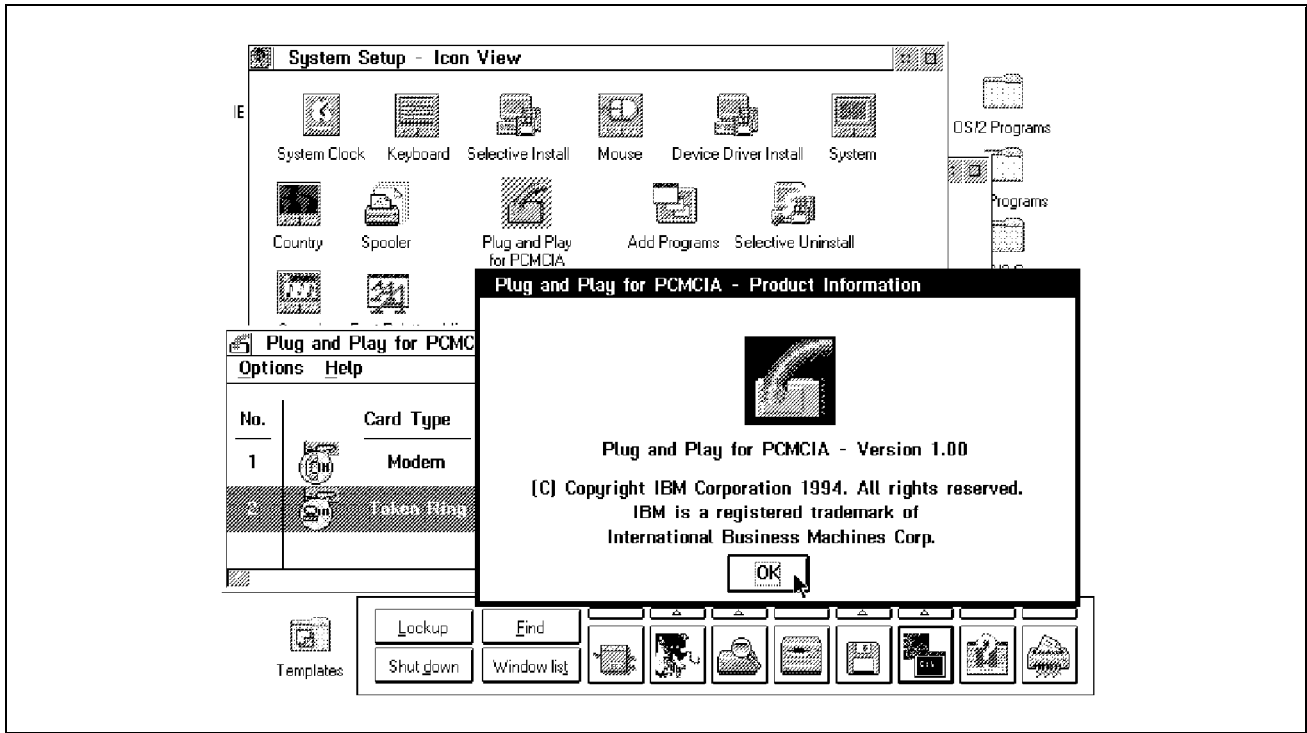 System Setup - Icon View
IE
System Clock
Keyboard
Selective Install
Mouse
Device Driver Install
System
OS/2 Programs
Country
Spooler
Plug and Play
for PCMCIA
Add Programs
Selective Uninstall
Programs
Plug and Play for PCMCIA - Product Information
Plug and Play for PCMC
Options Help
No. Card Type
1 Modem
2 Token Ring
Plug and Play for PCMCIA - Version 1.00
(C) Copyright IBM Corporation 1994. All rights reserved.
IBM is a registered trademark of
International Business Machines Corp.
OK
Templates
Lookup
Find
Shut down
Window list